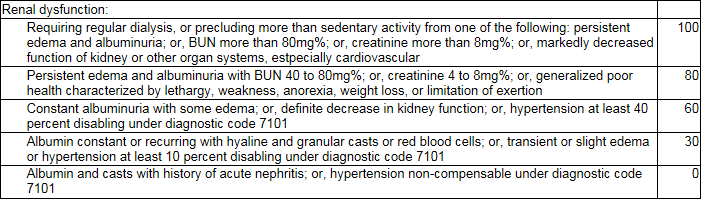 Renal dysfunction:
Requiring regular dialysis, or precluding more than sedentary activity from one of the following: persistent 100
edema and albuminuria; or, BUN more than 80mg%; or, creatinine more than 8mg%; or, markedly decreased
function of kidney or other organ systems, estpecially cardiovascular
Persistent edema and albuminuria with BUN 40 to 80mg%; or, creatinine 4 to 8mg%; or, generalized poor 80
health characterized by lethargy, weakness, anorexia, weight loss, or limitation of exertion
Constant albuminuria with some edema; or, definite decrease in kidney function; or, hypertension at least 40 60
percent disabling under diagnostic code 7101
Albumin constant or recurring with hyaline and granular casts or red blood cells; or, transient or slight edema 30
or hypertension at least 10 percent disabling under diagnostic code 7101
Albumin and casts with history of acute nephritis; or, hypertension non-compensable under diagnostic code 0
7101